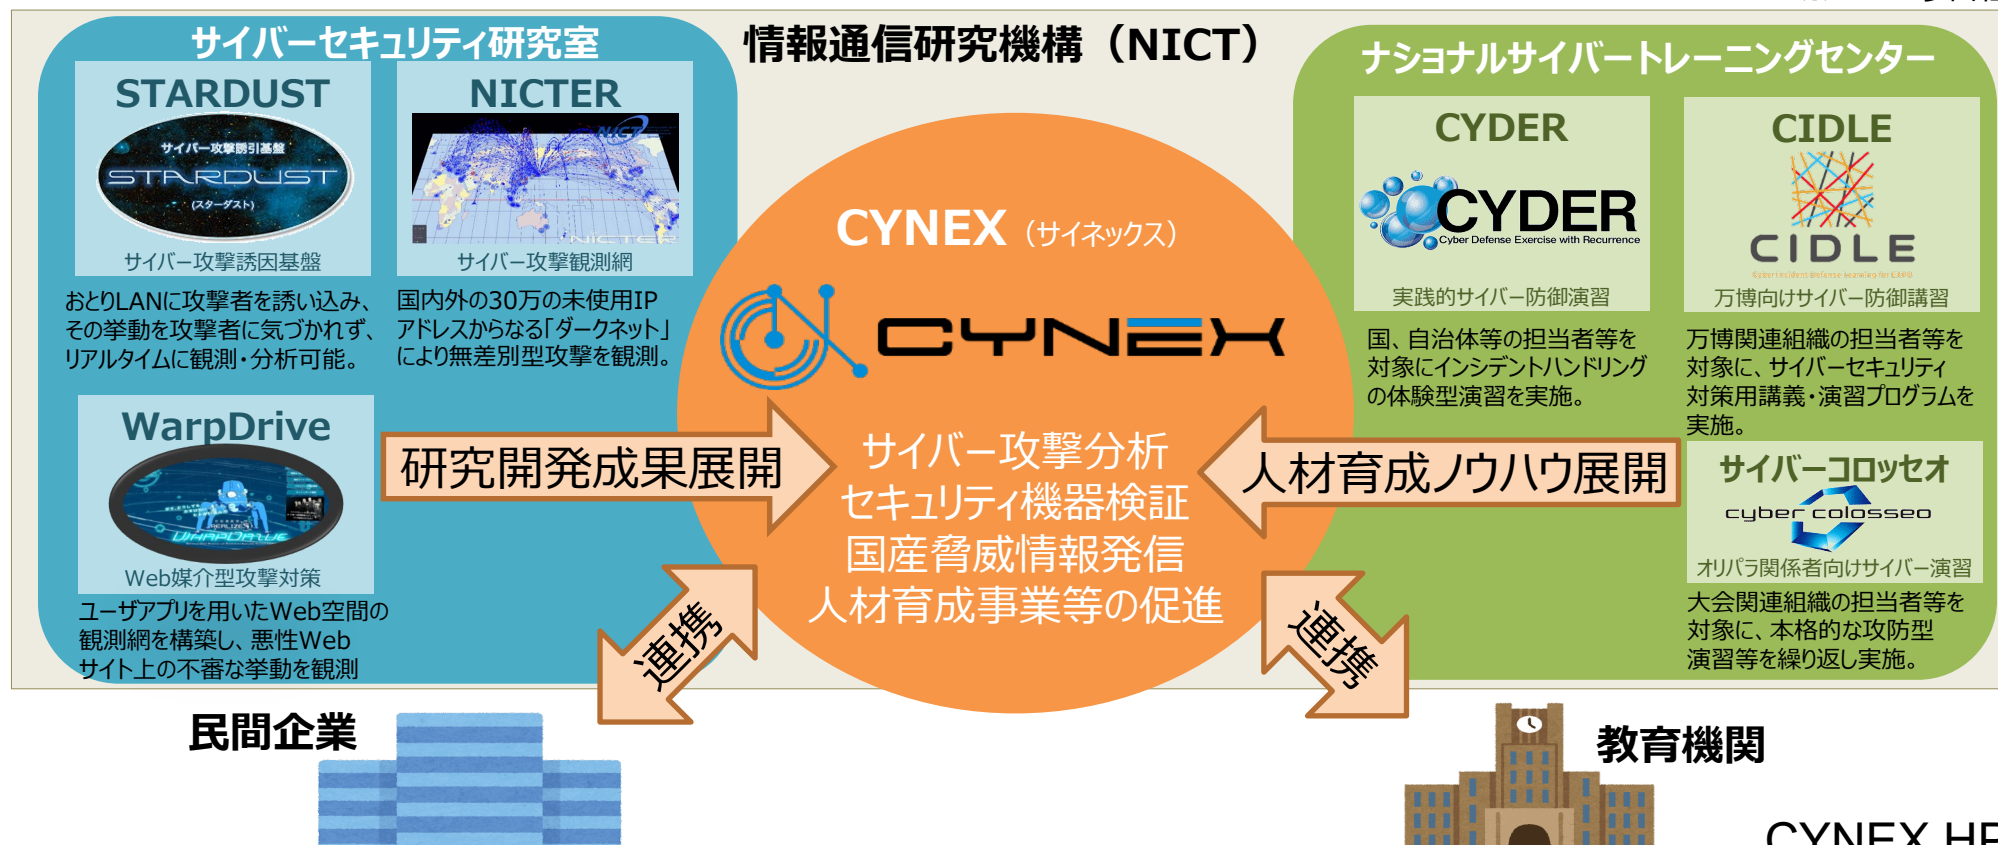 情報通信研究機構（NICT）
サイバーセキュリティ研究室
STARDUST
サイバー攻撃誘引基盤
STARDUST
(スターダスト)
サイバー攻撃誘因基盤
おとりLANに攻撃者を誘い込み、
その挙動を攻撃者に気づかれず、
リアルタイムに観測・分析可能。
NICTER
NICT
NICTER
サイバー攻撃観測網
国内外の30万の未使用IP
アドレスからなる「ダークネット」
により無差別型攻撃を観測。
WarpDrive
REALIZE
WARPDRIVE
Web媒介型攻撃対策
ユーザアプリを用いたWeb空間の
観測網を構築し、悪性Web
サイト上の不審な挙動を観測
研究開発成果展開
CYNEX（サイネックス）
CYNEX
サイバー攻撃分析
セキュリティ機器検証
国産脅威情報発信
人材育成事業等の促進
人材育成ノウハウ展開
ナショナルサイバートレーニングセンター
CYDER
CYDER
Cyber Defense Exercise with Recurrence
実践的サイバー防御演習
国、自治体等の担当者等を
対象にインシデントハンドリング
の体験型演習を実施。
CIDLE
CIDLE
Cyber Incident Defense Learning for EXPO
万博向けサイバー防御講習
万博関連組織の担当者等を
対象に、サイバーセキュリティ
対策用講義・演習プログラムを
実施。
サイバーコロッセオ
cyber colosseo
オリパラ関係者向けサイバー演習
大会関連組織の担当者等を
対象に、本格的な攻防型
演習等を繰り返し実施。
連携
連携
民間企業
教育機関
CYNEX HP